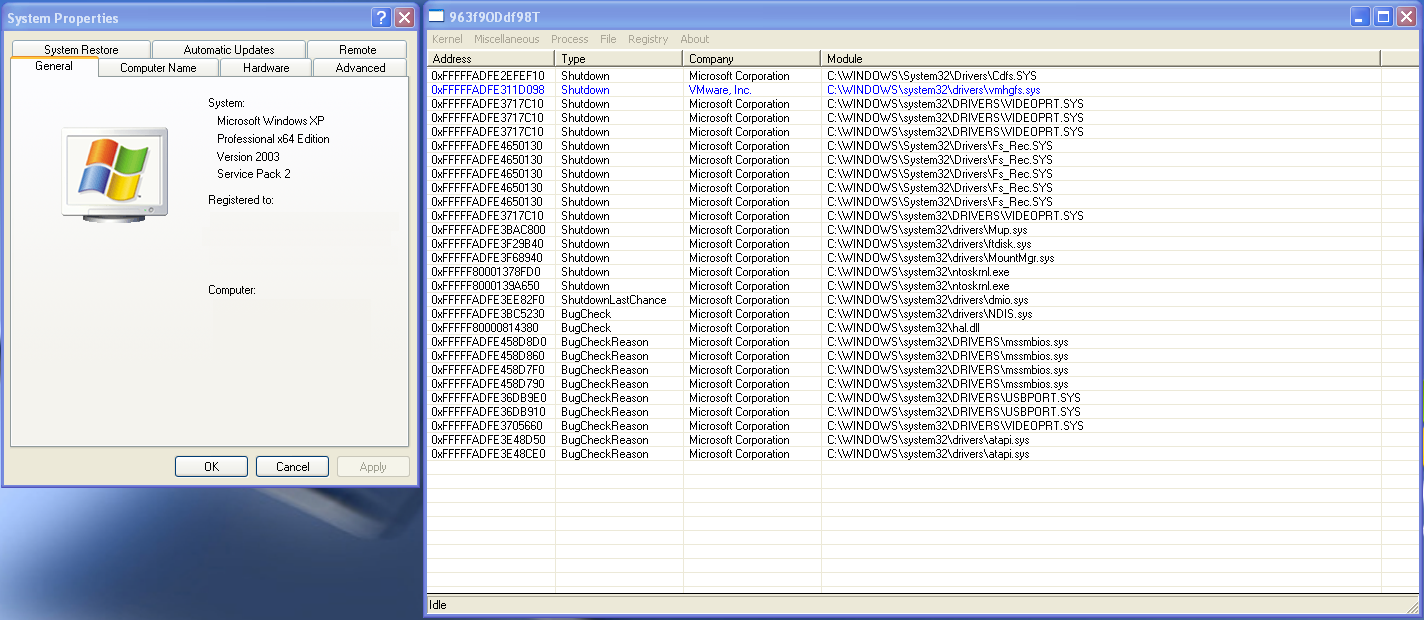 System Properties
System Restore Automatic Updates Remote
General Computer Name Hardware Advanced
System:
Microsoft Windows XP
Professional x64 Edition
Version 2003
Service Pack 2
Registered to:
Computer:
OK Cancel Apply
963f9ODdf98T
Kernel Miscellaneous Process File Registry About
Address Type Company Module
0xFFFFFADFE2EFEF10 Shutdown Microsoft Corporation C:\WINDOWS\System32\Drivers\Cdfs.SYS
0xFFFFFADFE311D098 Shutdown VMware, Inc. C:\WINDOWS\system32\drivers\vmhgfs.sys
0xFFFFFADFE3717C10 Shutdown Microsoft Corporation C:\WINDOWS\system32\DRIVERS\VIDEOPRT.SYS
0xFFFFFADFE3717C10 Shutdown Microsoft Corporation C:\WINDOWS\system32\DRIVERS\VIDEOPRT.SYS
0xFFFFFADFE3717C10 Shutdown Microsoft Corporation C:\WINDOWS\system32\DRIVERS\VIDEOPRT.SYS
0xFFFFFADFE4650130 Shutdown Microsoft Corporation C:\WINDOWS\System32\Drivers\Fs_Rec.SYS
0xFFFFFADFE4650130 Shutdown Microsoft Corporation C:\WINDOWS\System32\Drivers\Fs_Rec.SYS
0xFFFFFADFE4650130 Shutdown Microsoft Corporation C:\WINDOWS\System32\Drivers\Fs_Rec.SYS
0xFFFFFADFE4650130 Shutdown Microsoft Corporation C:\WINDOWS\System32\Drivers\Fs_Rec.SYS
0xFFFFFADFE4650130 Shutdown Microsoft Corporation C:\WINDOWS\System32\Drivers\Fs_Rec.SYS
0xFFFFFADFE3717C10 Shutdown Microsoft Corporation C:\WINDOWS\system32\DRIVERS\VIDEOPRT.SYS
0xFFFFFADFE3BAC800 Shutdown Microsoft Corporation C:\WINDOWS\system32\drivers\Mup.sys
0xFFFFFADFE3F29B40 Shutdown Microsoft Corporation C:\WINDOWS\system32\drivers\ftdisk.sys
0xFFFFFADFE3F68940 Shutdown Microsoft Corporation C:\WINDOWS\system32\drivers\MountMgr.sys
0xFFFFF80001378FD0 Shutdown Microsoft Corporation C:\WINDOWS\system32\ntoskrnl.exe
0xFFFFF8000139A650 Shutdown Microsoft Corporation C:\WINDOWS\system32\ntoskrnl.exe
0xFFFFFADFE3EE82F0 ShutdownLastChance Microsoft Corporation C:\WINDOWS\system32\drivers\dmio.sys
0xFFFFFADFE3BC5230 BugCheck Microsoft Corporation C:\WINDOWS\system32\drivers\NDIS.sys
0xFFFFF80000814380 BugCheck Microsoft Corporation C:\WINDOWS\system32\hal.dll
0xFFFFFADFE458D8D0 BugCheckReason Microsoft Corporation C:\WINDOWS\system32\DRIVERS\mssmbios.sys
0xFFFFFADFE458D860 BugCheckReason Microsoft Corporation C:\WINDOWS\system32\DRIVERS\mssmbios.sys
0xFFFFFADFE458D7F0 BugCheckReason Microsoft Corporation C:\WINDOWS\system32\DRIVERS\mssmbios.sys
0xFFFFFADFE458D790 BugCheckReason Microsoft Corporation C:\WINDOWS\system32\DRIVERS\mssmbios.sys
0xFFFFFADFE36DB9E0 BugCheckReason Microsoft Corporation C:\WINDOWS\system32\DRIVERS\USBPORT.SYS
0xFFFFFADFE36DB910 BugCheckReason Microsoft Corporation C:\WINDOWS\system32\DRIVERS\USBPORT.SYS
0xFFFFFADFE3705660 BugCheckReason Microsoft Corporation C:\WINDOWS\system32\DRIVERS\VIDEOPRT.SYS
0xFFFFFADFE3E48D50 BugCheckReason Microsoft Corporation C:\WINDOWS\system32\drivers\atapi.sys
0xFFFFFADFE3E48CE0 BugCheckReason Microsoft Corporation C:\WINDOWS\system32\drivers\atapi.sys
Idle